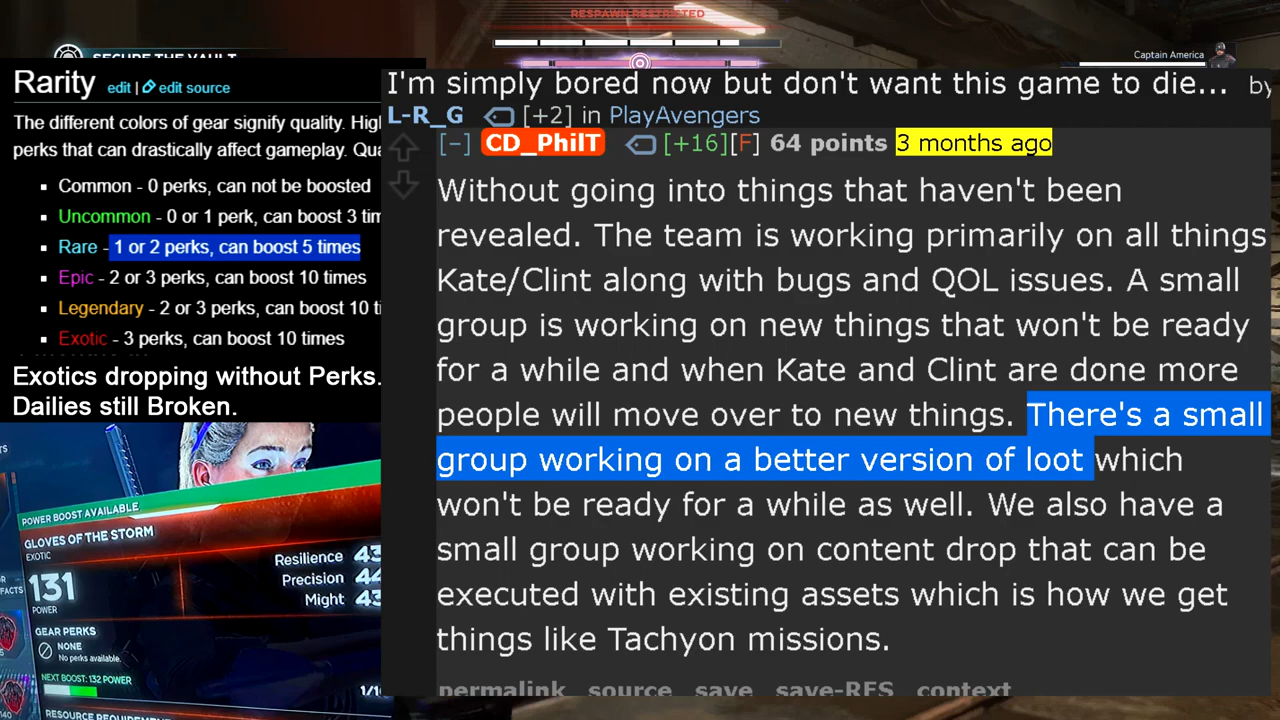 RESPAWN RESTRICTED
SECURE THE VAULT
Captain America
Rarity edit | edit source
The different colors of gear signify quality.
perks that can drastically affect gameplay.
Common - 0 perks, can not be boosted
Uncommon - 0 or 1 perk, can boost 3
Rare - 1 or 2 perks, can boost 5 times
Epic - 2 or 3 perks, can boost 10 times
Legendary - 2 or 3 perks, can boost 10
Exotic - 3 perks, can boost 10 times
Exotics dropping without Perks.
Dailies still Broken.
POWER BOOST AVAILABLE
GLOVES OF THE STORM
EXOTIC
131
POWER
Resilience 43
Precision 44
Might 43
GEAR PERKS
NONE
No perks available.
NEXT BOOST: 132 POWER
RESOURCE
I'm simply bored now but don't want this game to die... by
L-R_G [+2] in PlayAvengers
[–] CD_PhilT [+16][F] 64 points 3 months ago
Without going into things that haven't been
revealed. The team is working primarily on all things
Kate/Clint along with bugs and QOL issues. A small
group is working on new things that won't be ready
for a while and when Kate and Clint are done more
people will move over to new things. There's a small
group working on a better version of loot which
won't be ready for a while as well. We also have a
small group working on content drop that can be
executed with existing assets which is how we get
things like Tachyon missions.
permalink source save save-RES context